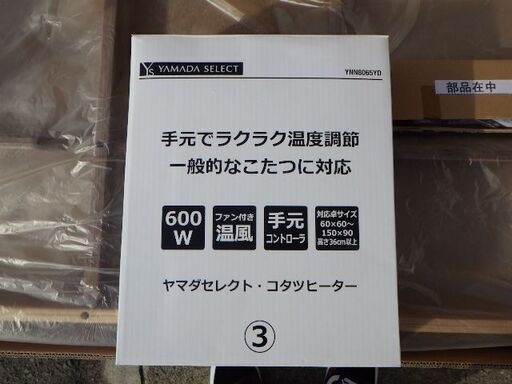 YS YAMADA SELECT
YNN8065YD
部品在中
手元でラクラク温度調節
一般的なこたつに対応
600
W
ファン付き
温風
手元
コントローラ
対応卓サイズ
60×60～
150×90
高さ36cm以上
ヤマダセレクト・コタツヒーター
③